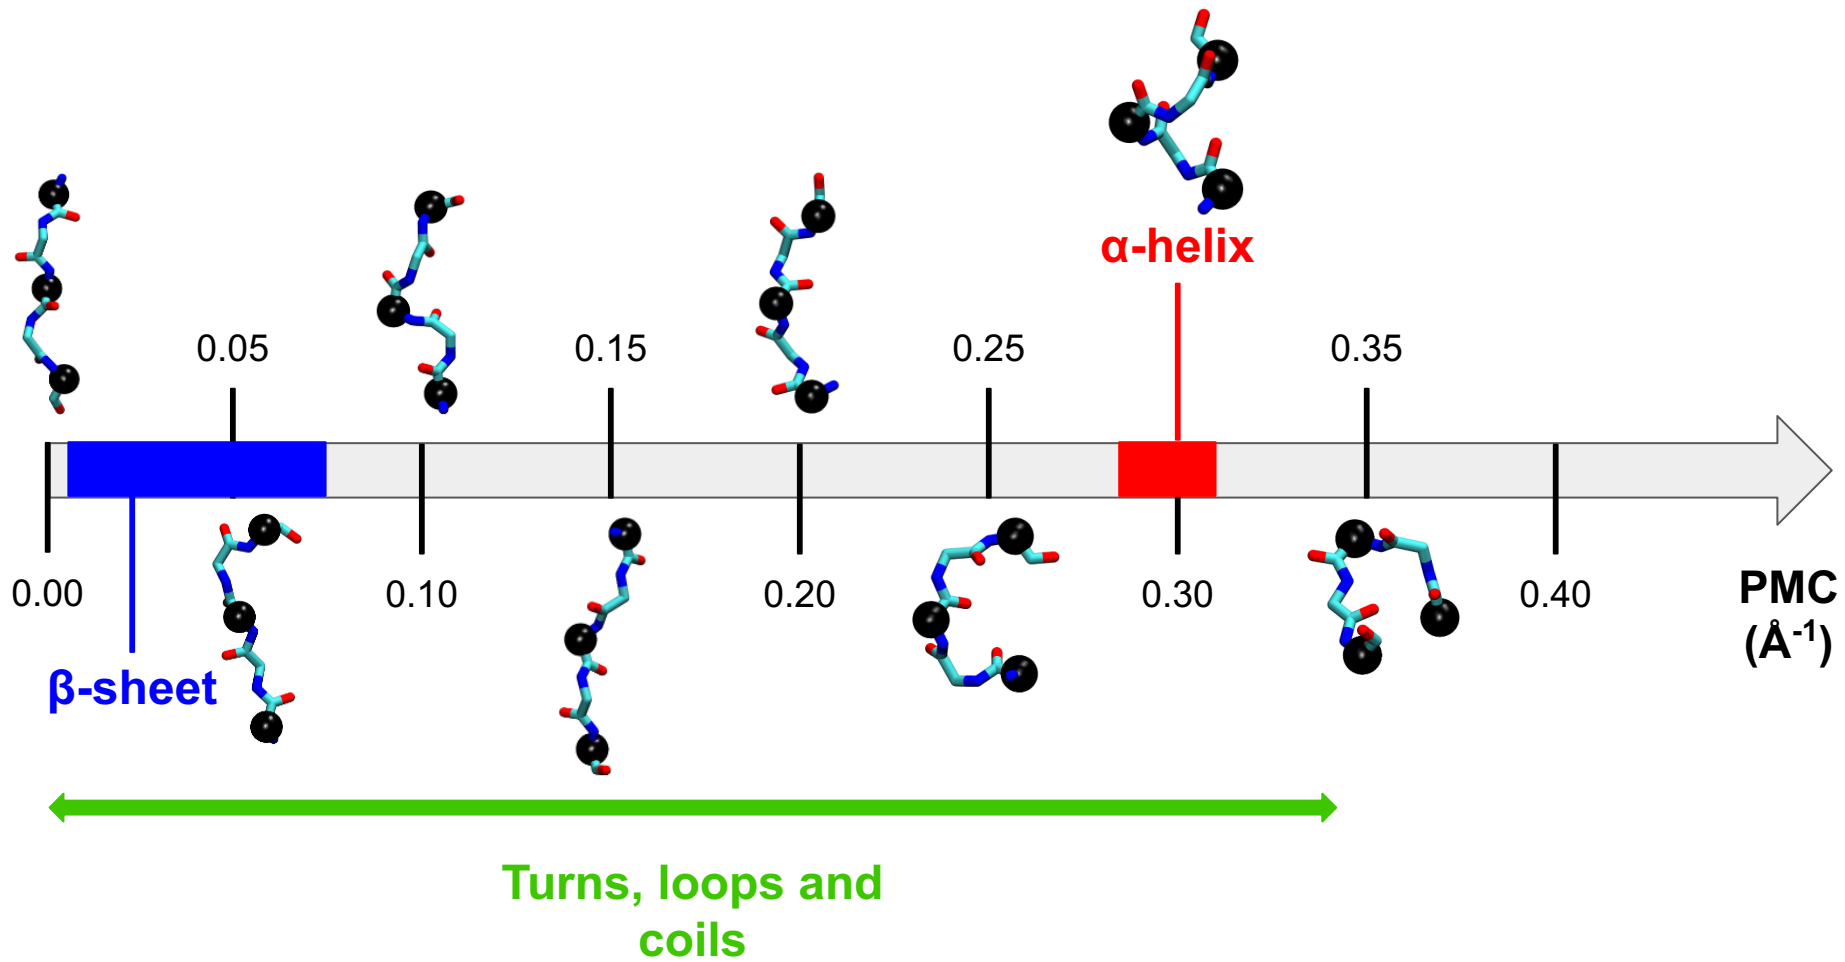 α-helix
0.05
0.15
0.25
0.35
0.00
0.10
0.20
0.30
0.40
PMC
(Å⁻¹)
β-sheet
Turns, loops and
coils